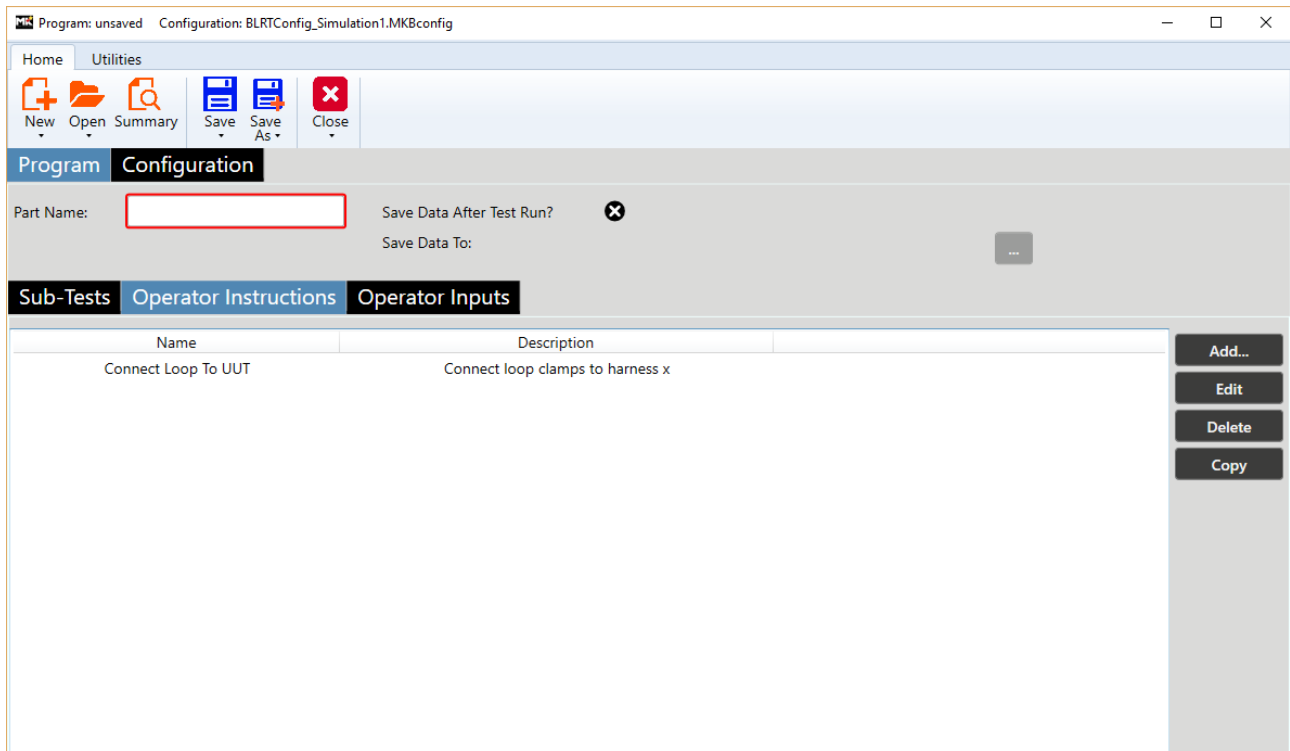 MK Program: unsaved Configuration: BLRTConfig_Simulation1.MKBconfig
Home Utilities
New Open Summary Save Save As Close
Program Configuration
Part Name: Save Data After Test Run?
Save Data To: ...
Sub-Tests Operator Instructions Operator Inputs
Name Description
Connect Loop To UUT Connect loop clamps to harness x
Add...
Edit
Delete
Copy